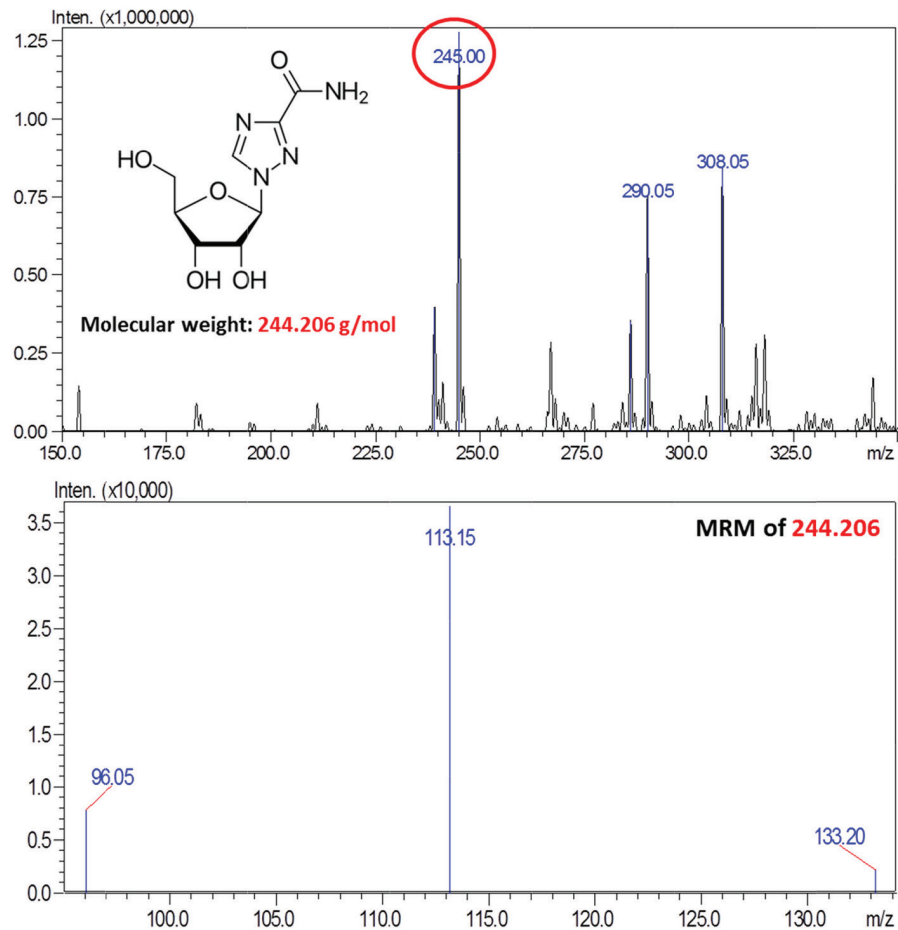 Inten. (x1,000,000)
1.25
1.00
0.75
0.50
0.25
0.00
245.00
290.05
308.05
O
NH2
N
N
N
HO
O
OH
OH
Molecular weight: 244.206 g/mol
150
175.0
200.0
225.0
250.0
275.0
300.0
325.0
m/z
Inten. (x10,000)
3.5
3.0
2.5
2.0
1.5
1.0
0.5
0.0
MRM of 244.206
113.15
96.05
133.20
100.0
105.0
110.0
115.0
120.0
125.0
130.0
m/z